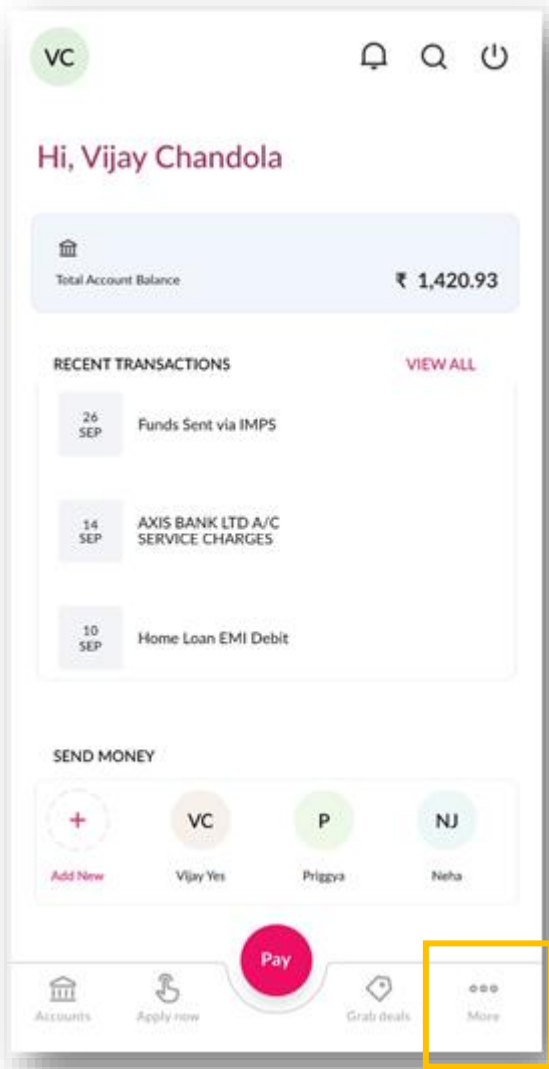 VC
Hi, Vijay Chandola
Total Account Balance
₹ 1,420.93
RECENT TRANSACTIONS VIEW ALL
26
SEP
Funds Sent via IMPS
14
SEP
AXIS BANK LTD A/C
SERVICE CHARGES
10
SEP
Home Loan EMI Debit
SEND MONEY
+ VC P NJ
Add New Vijay Yes Priggya Neha
Pay
Accounts Apply now Grab deals More